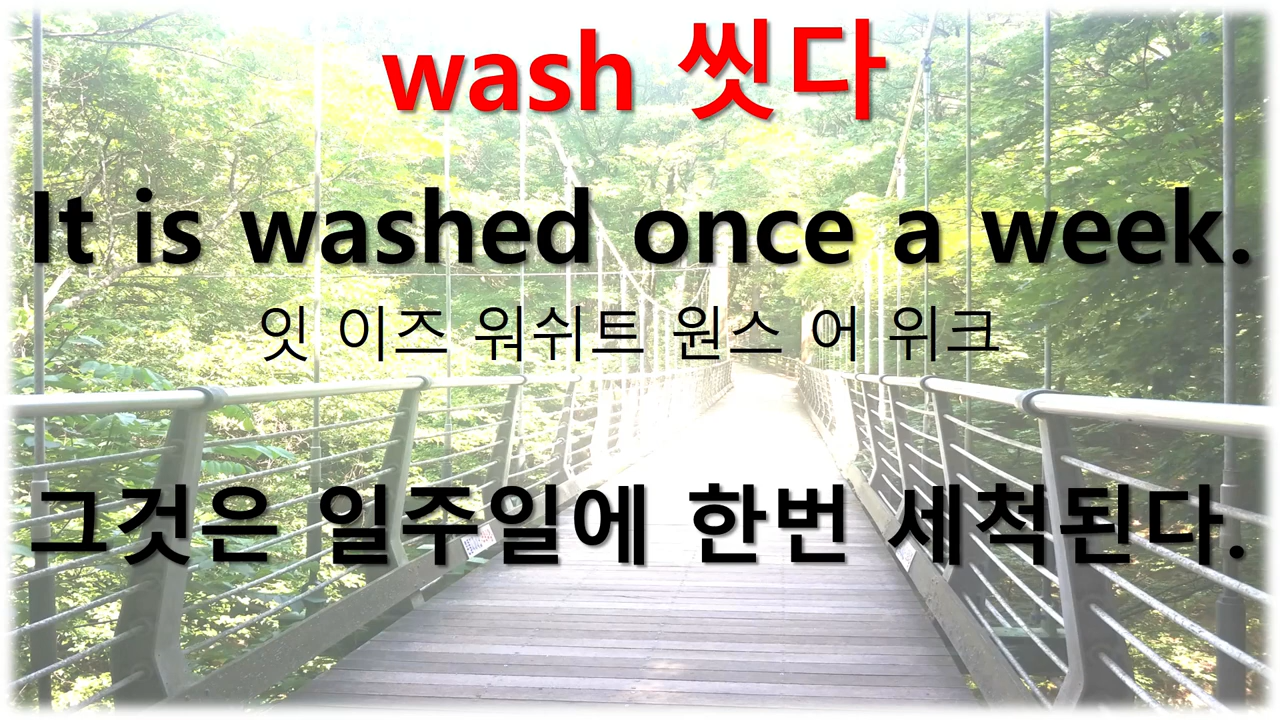 wash 씻다
It is washed once a week.
잇 이즈 워쉬트 원스 어 위크
그것은 일주일에 한번 세척된다.